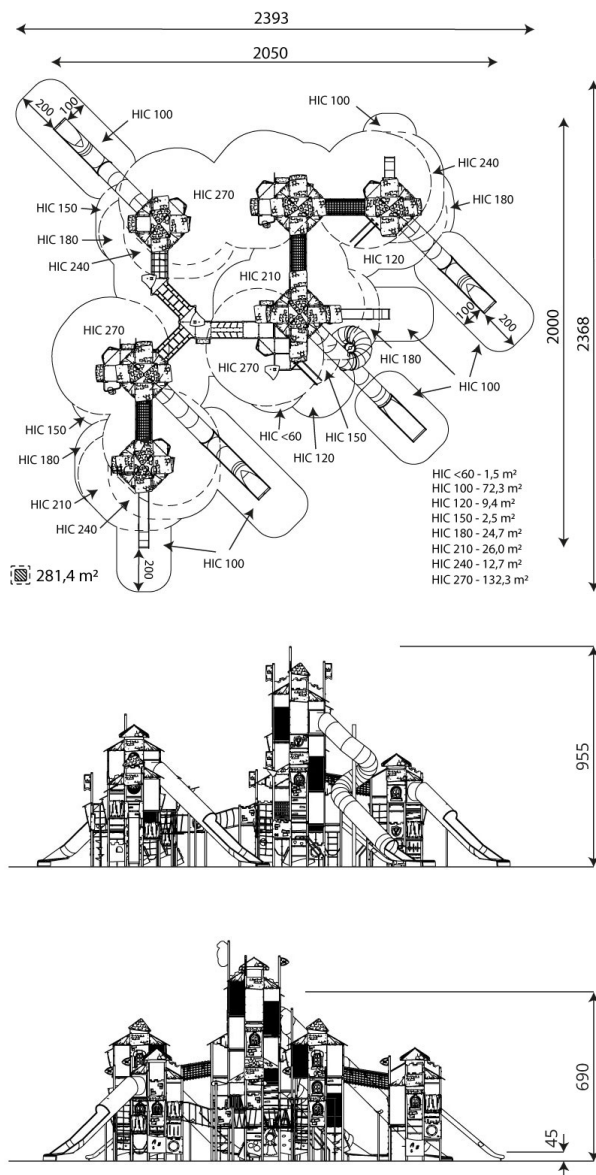 2393
2050
200
100
HIC 100
HIC 100
HIC 240
HIC 270
HIC 180
HIC 150
HIC 180
HIC 240
HIC 120
HIC 210
100
200
2000
2368
HIC 270
HIC 270
HIC 180
HIC 100
HIC 150
HIC <60
HIC 150
HIC 120
HIC 180
HIC 210
HIC 240
HIC 100
200
281,4 m²
HIC <60 - 1,5 m²
HIC 100 - 72,3 m²
HIC 120 - 9,4 m²
HIC 150 - 2,5 m²
HIC 180 - 24,7 m²
HIC 210 - 26,0 m²
HIC 240 - 12,7 m²
HIC 270 - 132,3 m²
955
690
45